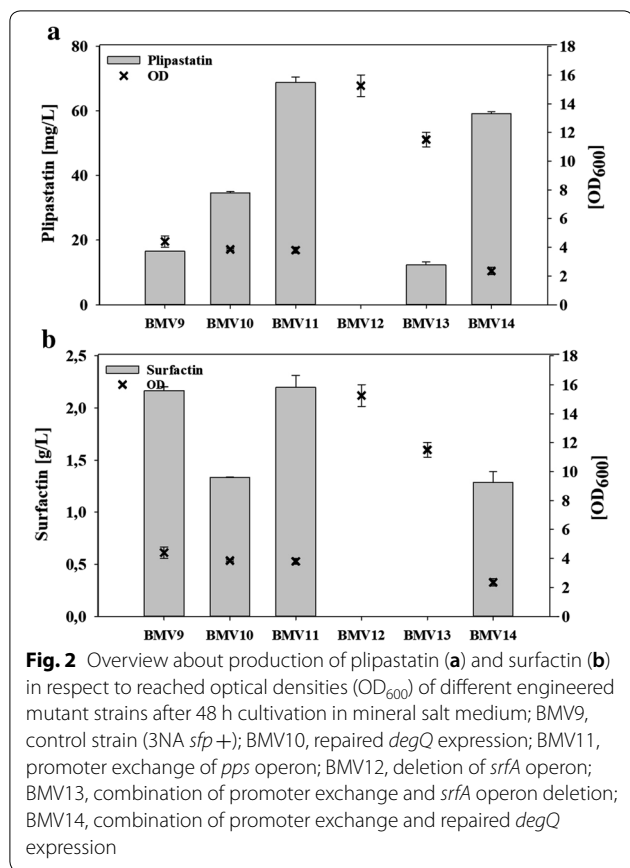 a
80
60
40
20
0
Plipastatin [mg/L]
Plipastatin
OD
18
16
14
12
10
8
6
4
2
0
[OD600]
BMV9 BMV10 BMV11 BMV12 BMV13 BMV14
b
2,5
2,0
1,5
1,0
0,5
0,0
Surfactin [g/L]
Surfactin
OD
18
16
14
12
10
8
6
4
2
0
[OD600]
BMV9 BMV10 BMV11 BMV12 BMV13 BMV14
Fig. 2 Overview about production of plipastatin (a) and surfactin (b)
in respect to reached optical densities (OD600) of different engineered
mutant strains after 48 h cultivation in mineral salt medium; BMV9,
control strain (3NA sfp +); BMV10, repaired degQ expression; BMV11,
promoter exchange of pps operon; BMV12, deletion of srfA operon;
BMV13, combination of promoter exchange and srfA operon deletion;
BMV14, combination of promoter exchange and repaired degQ
expression